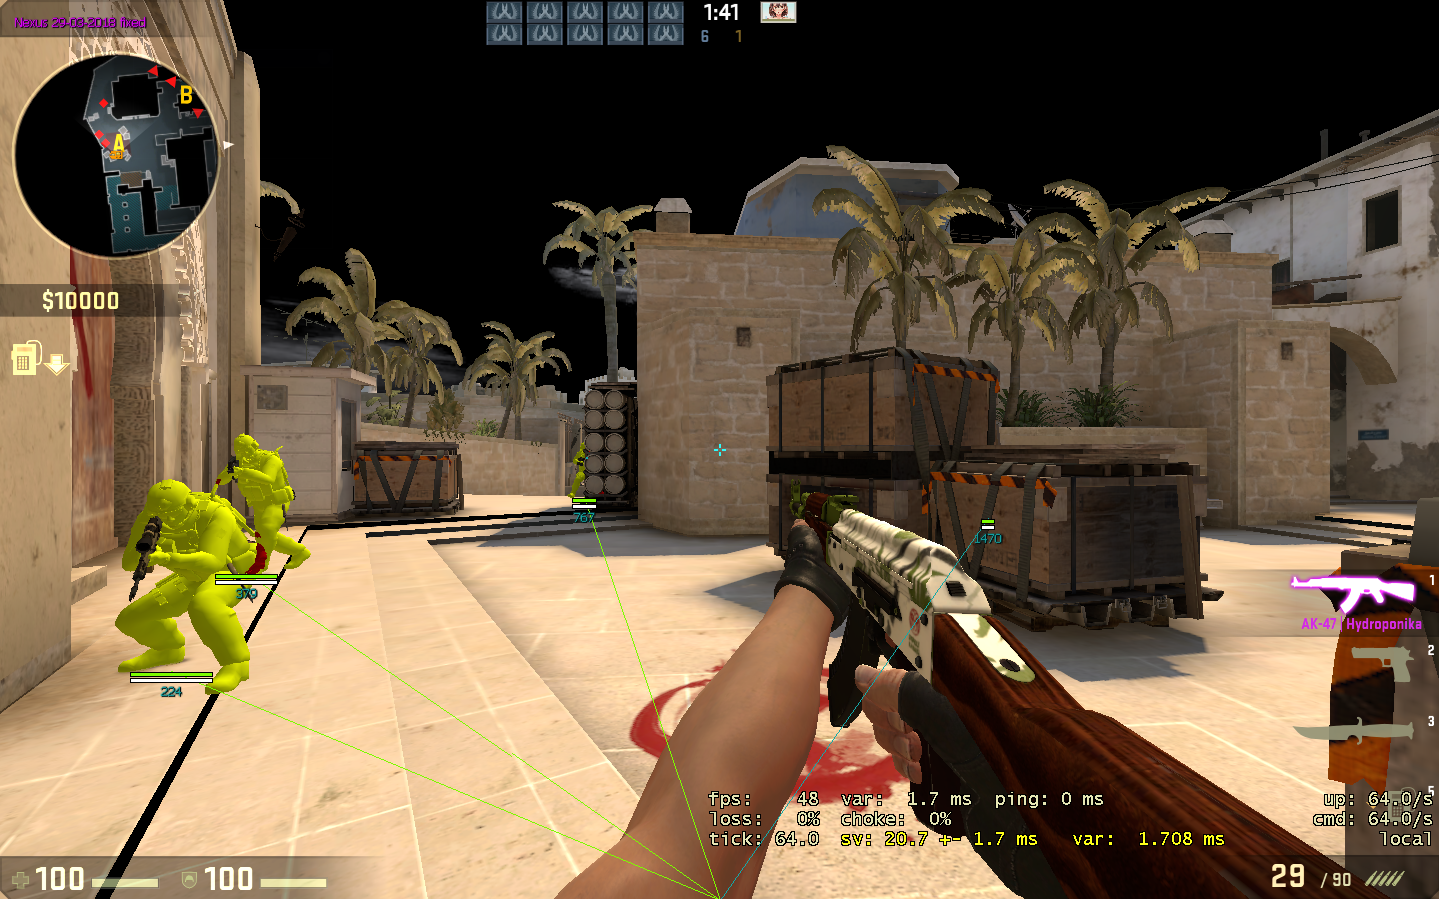 Nexus 29-08-2018 fixed
1:41
6 1
B
A
$10000
767
1470
379
224
1
AK-47 | Hydroponika
2
3
5
fps: 48 var: 1.7 ms ping: 0 ms
loss: 0% choke: 0%
tick: 64.0 sv: 20.7 +- 1.7 ms var: 1.708 ms
up: 64.0/s
cmd: 64.0/s
local
100 100
29 / 90